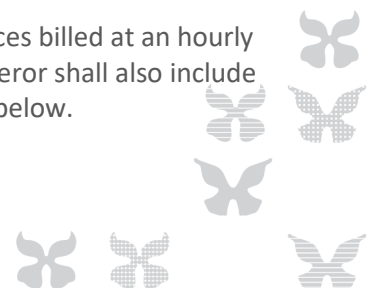 ces billed at an hourly
eror shall also include
below.